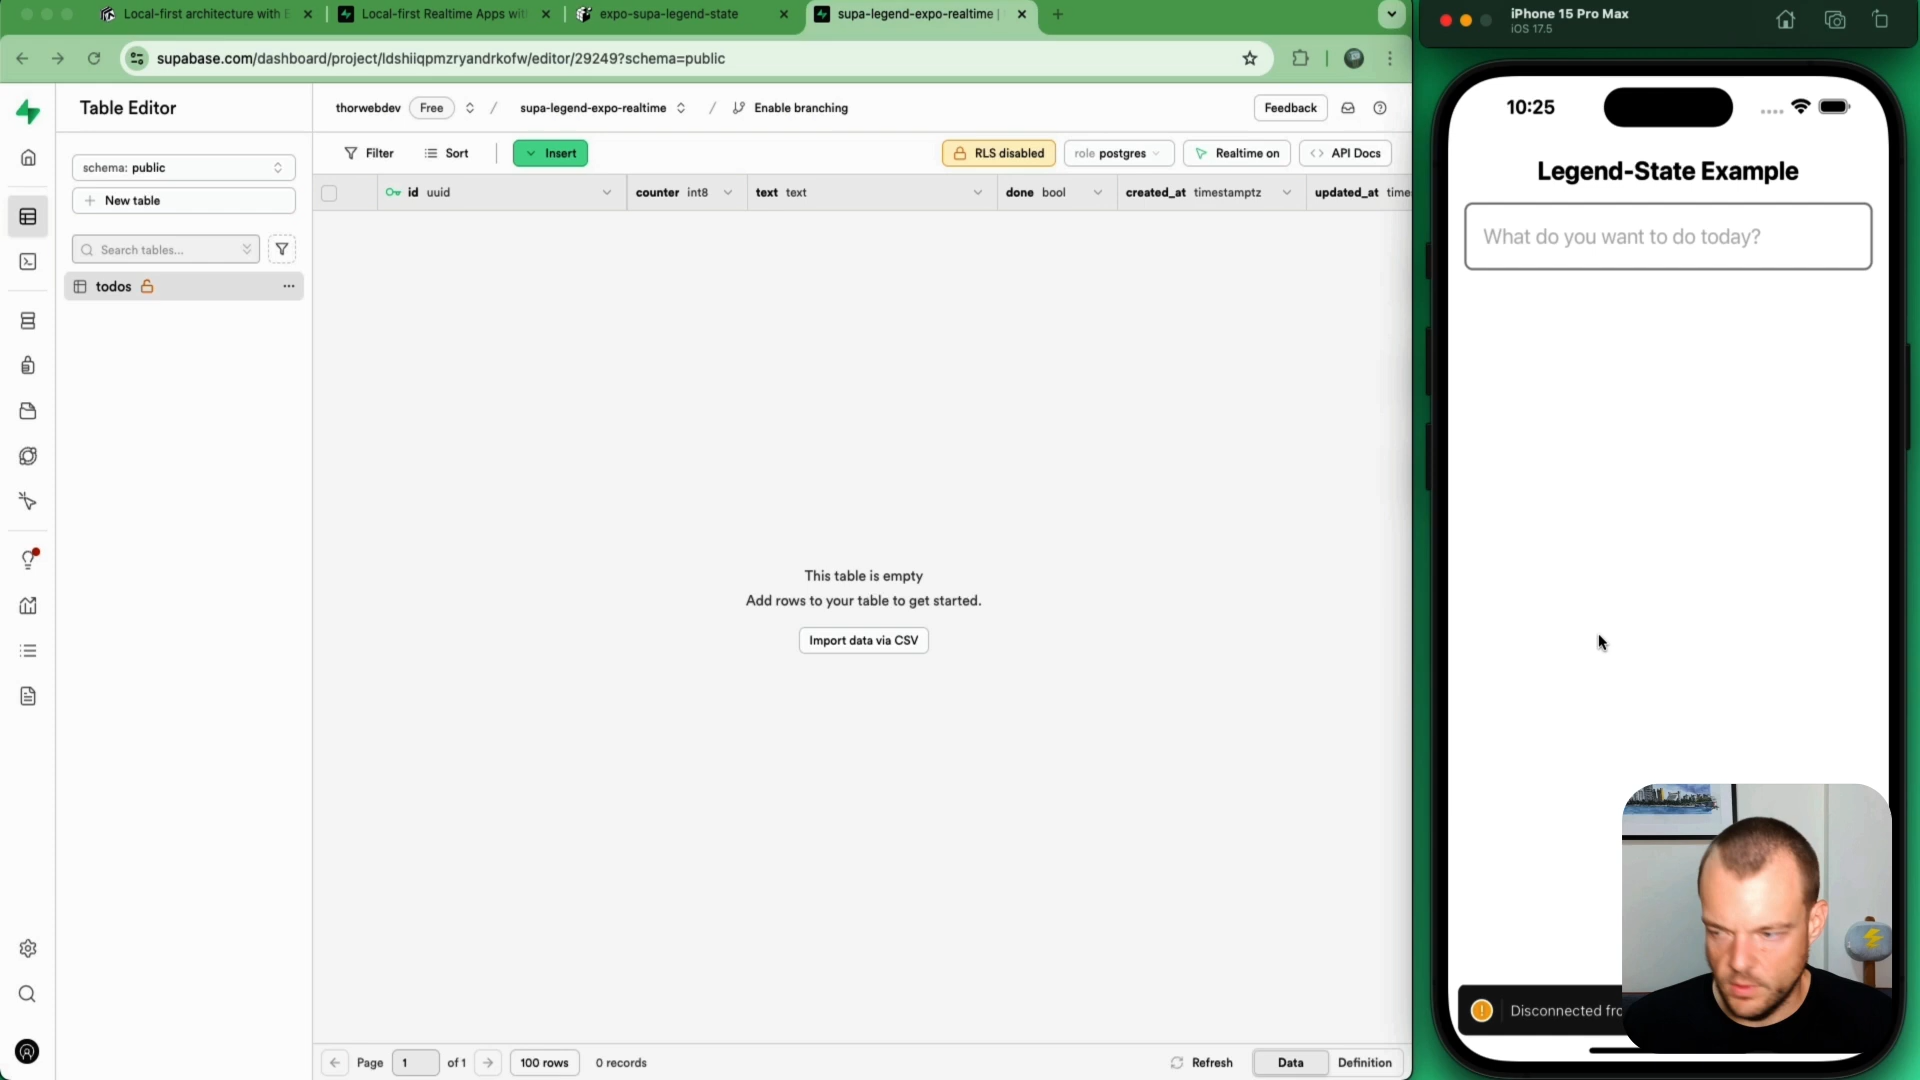 Local-first architecture with E
Local-first Realtime Apps wit
expo-supa-legend-state
supa-legend-expo-realtime |
supabase.com/dashboard/project/ldshiiqpmzryandrkofw/editor/29249?schema=public
Table Editor
thorwebdev
Free
/
supa-legend-expo-realtime
/
Enable branching
Feedback
schema: public
New table
Search tables...
todos
Filter
Sort
Insert
RLS disabled
role postgres
Realtime on
API Docs
id uuid
counter int8
text text
done bool
created_at timestamptz
updated_at time
This table is empty
Add rows to your table to get started.
Import data via CSV
Page
1
of 1
100 rows
0 records
Refresh
Data
Definition
iPhone 15 Pro Max
iOS 17.5
10:25
Legend-State Example
What do you want to do today?
Disconnected fro